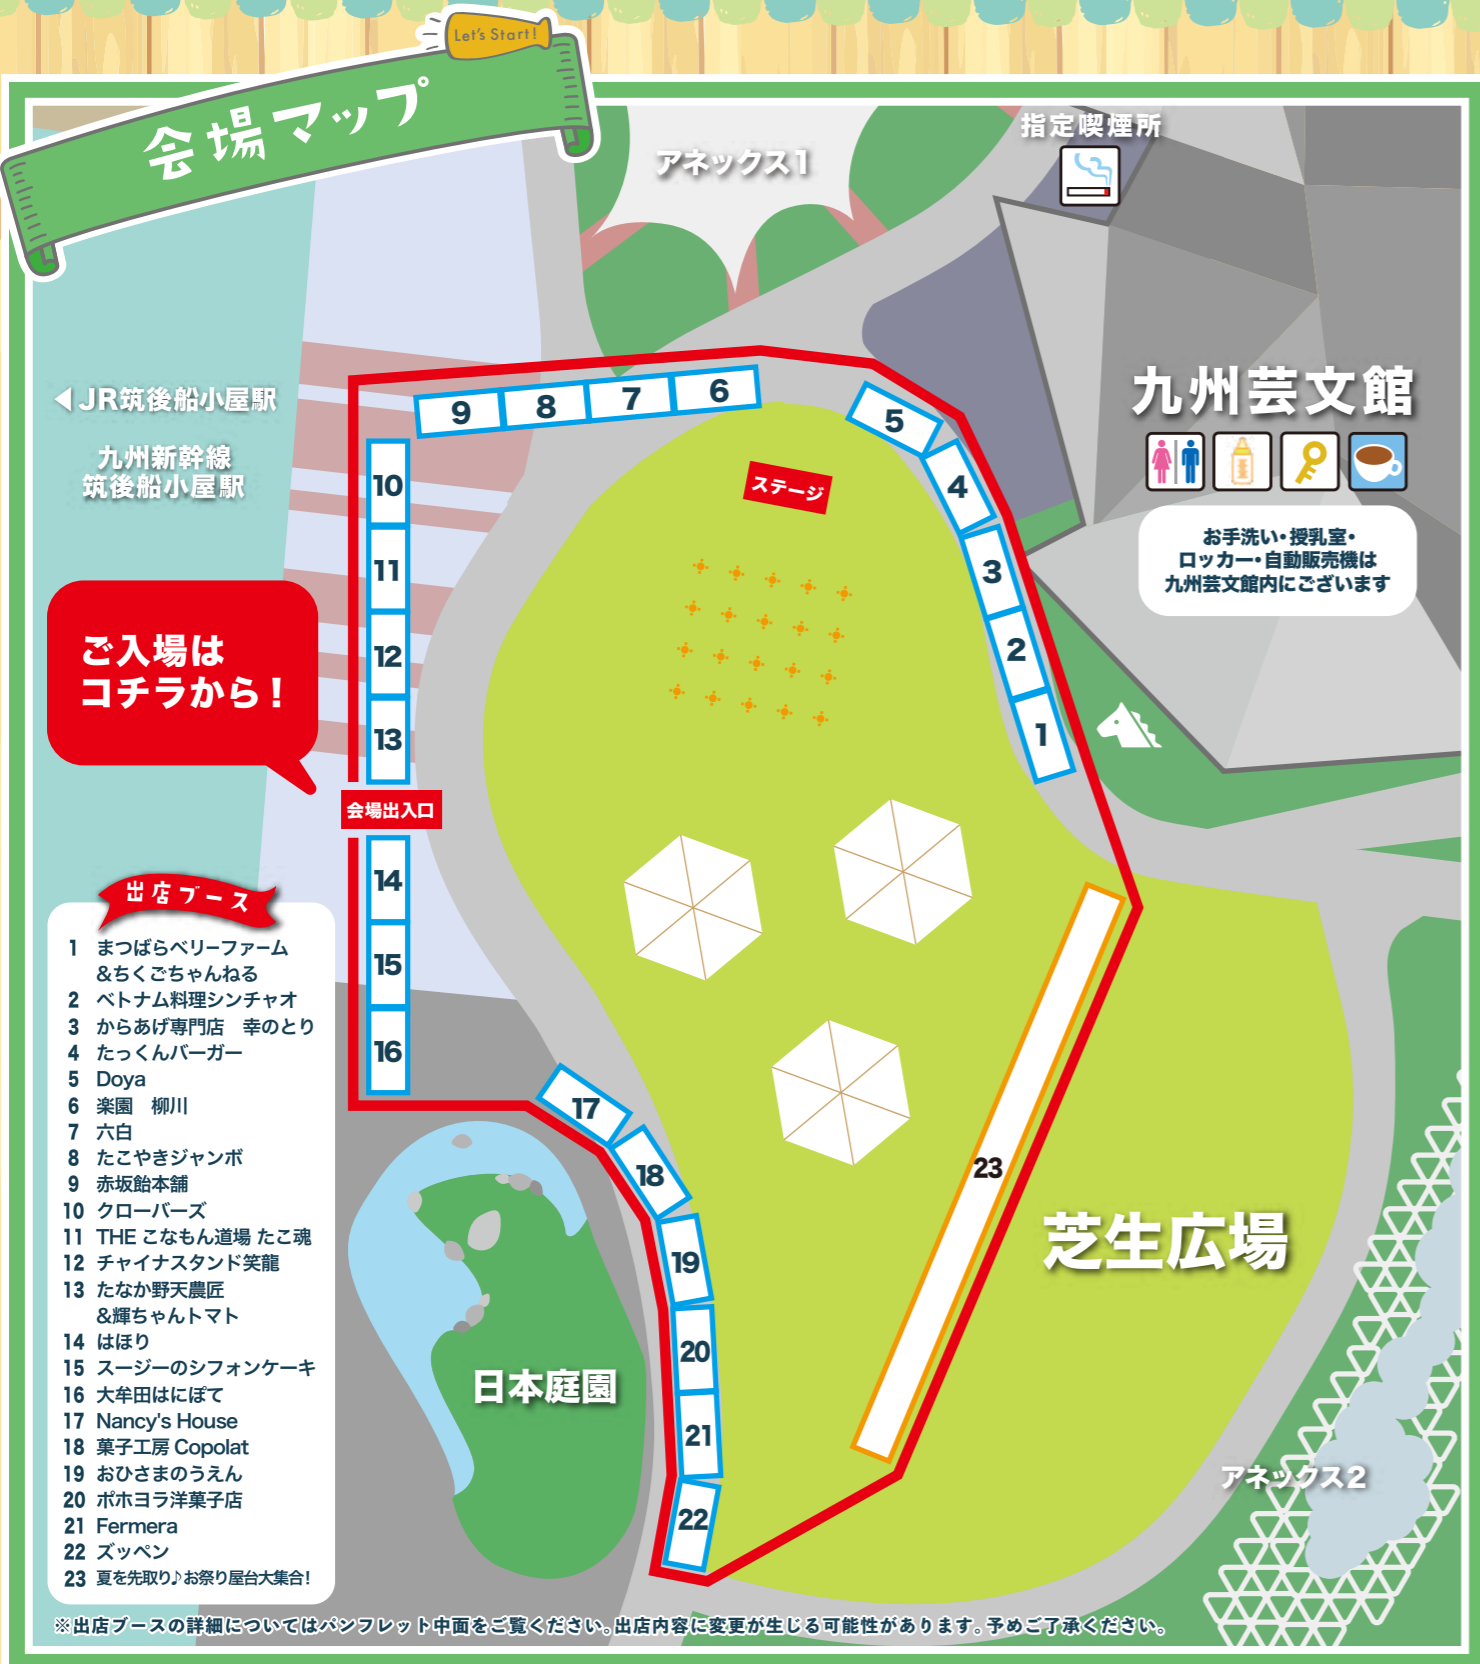 Let's Start!
会場マップ
アネックス1
指定喫煙所
◀JR筑後船小屋駅
九州新幹線
筑後船小屋駅
九州芸文館
お手洗い・授乳室・
ロッカー・自動販売機は
九州芸文館内にございます
ステージ
ご入場は
コチラから!
会場出入口
9
8
7
6
5
4
3
2
1
10
11
12
13
14
15
16
17
18
19
20
21
22
23
芝生広場
日本庭園
アネックス2
出店ブース
1 まつばらベリーファーム
&ちくごちゃんねる
2 ベトナム料理シンチャオ
3 からあげ専門店 幸のとり
4 たっくんバーガー
5 Doya
6 楽園 柳川
7 六白
8 たこやきジャンボ
9 赤坂飴本舗
10 クローバーズ
11 THE こなもん道場 たこ魂
12 チャイナスタンド笑龍
13 たなか野天農匠
&輝ちゃんトマト
14 はほり
15 スージーのシフォンケーキ
16 大牟田はにぽて
17 Nancy's House
18 菓子工房 Copolat
19 おひさまのうえん
20 ポホヨラ洋菓子店
21 Fermera
22 ズッペン
23 夏を先取り♪お祭り屋台大集合!
※出店ブースの詳細についてはパンフレット中面をご覧ください。出店内容に変更が生じる可能性があります。予めご了承ください。